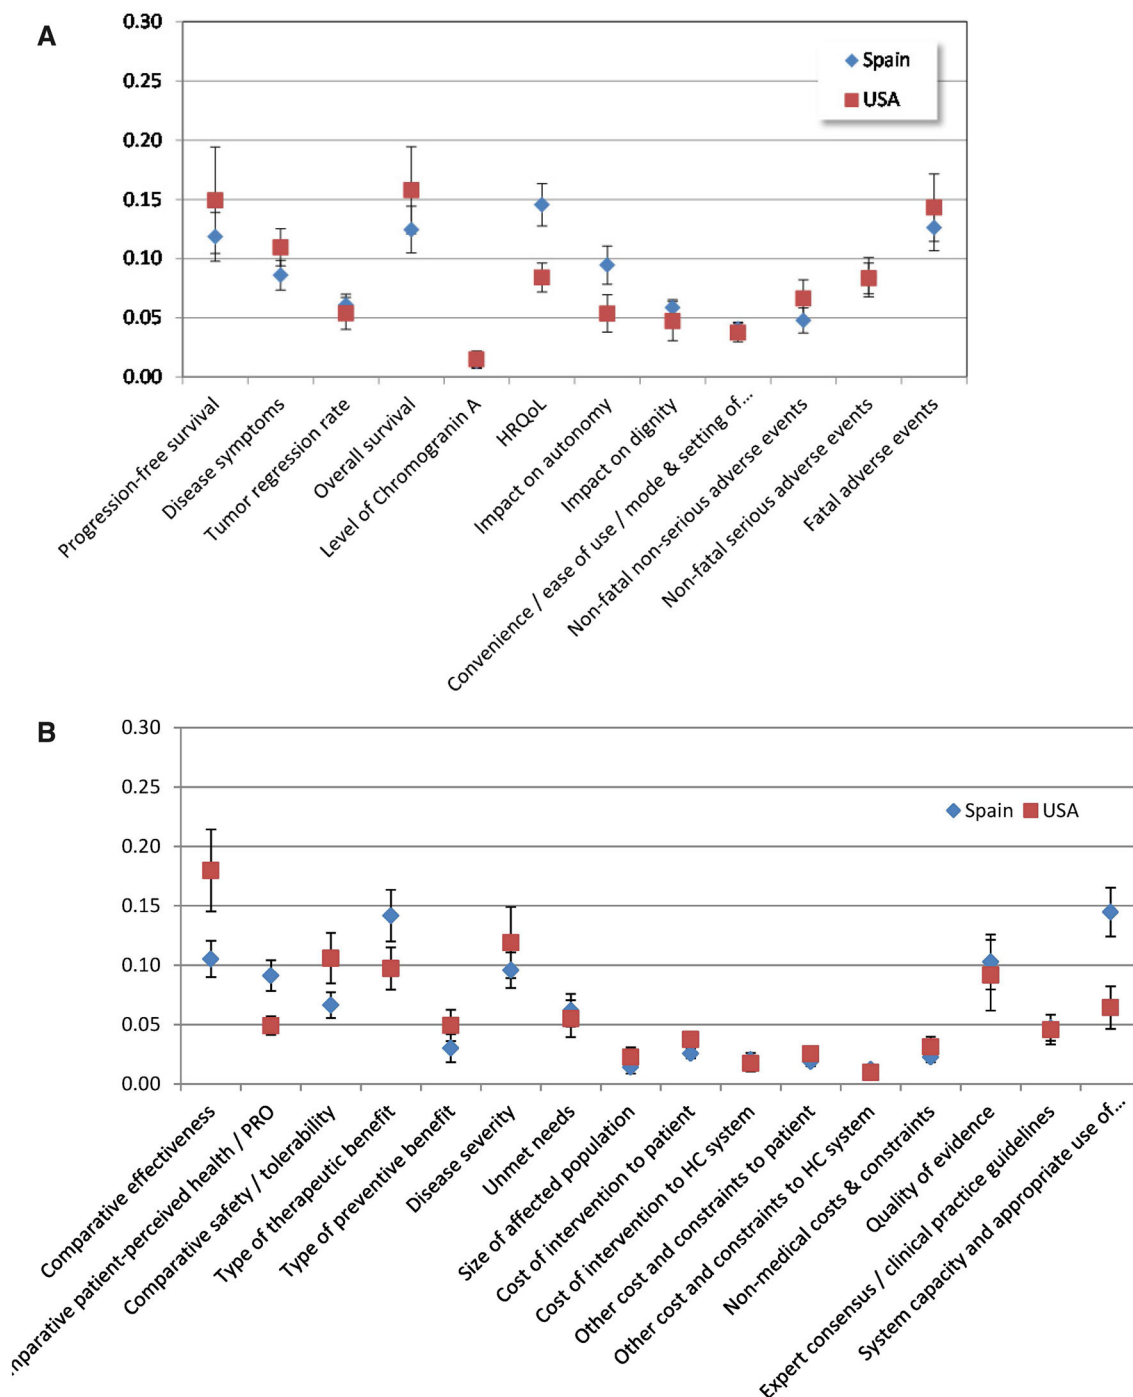 A
0.30
0.25
0.20
0.15
0.10
0.05
0.00
Spain
USA
Progression-free survival
Disease symptoms
Tumor regression rate
Overall survival
Level of Chromogranin A
HRQoL
Impact on autonomy
Impact on dignity
Convenience / ease of use / mode & setting of...
Non-fatal non-serious adverse events
Non-fatal serious adverse events
Fatal adverse events
B
0.30
0.25
0.20
0.15
0.10
0.05
0.00
Spain USA
Comparative effectiveness
mparative patient-perceived health / PRO
Comparative safety / tolerability
Type of therapeutic benefit
Type of preventive benefit
Disease severity
Unmet needs
Size of affected population
Cost of intervention to patient
Cost of intervention to HC system
Other cost and constraints to patient
Other cost and constraints to HC system
Non-medical costs & constraints
Quality of evidence
Expert consensus / clinical practice guidelines
System capacity and appropriate use of...